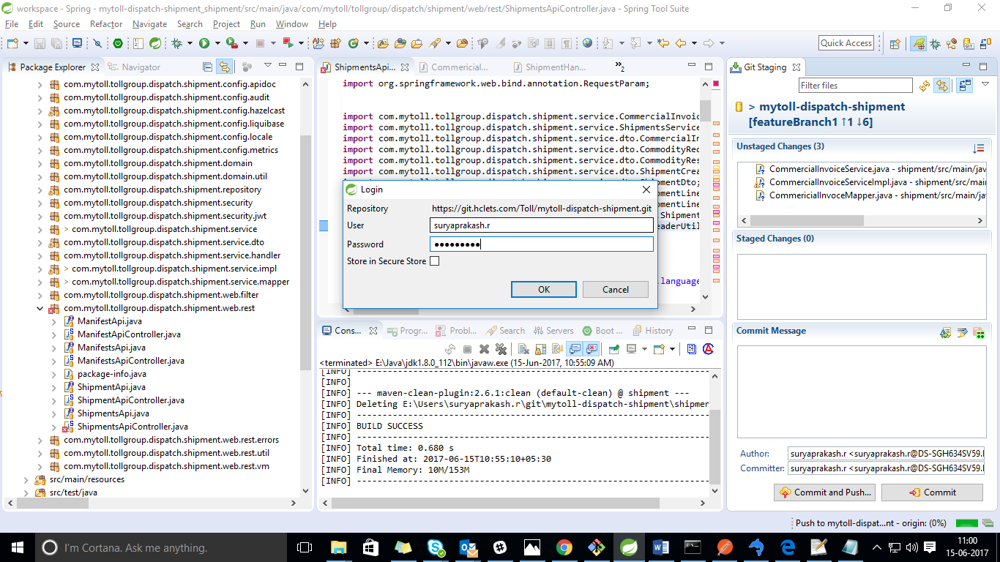 workspace - Spring - mytoll-dispatch-shipment_shipment/src/main/java/com/mytoll/tollgroup/dispatch/shipment/web/rest/ShipmentsApiController.java - Spring Tool Suite
File Edit Source Refactor Navigate Search Project Run Window Help
Quick Access
Package Explorer
Navigator
com.mytoll.tollgroup.dispatch.shipment.config.apidoc
com.mytoll.tollgroup.dispatch.shipment.config.audit
com.mytoll.tollgroup.dispatch.shipment.config.hazelcast
com.mytoll.tollgroup.dispatch.shipment.config.liquibase
com.mytoll.tollgroup.dispatch.shipment.config.locale
com.mytoll.tollgroup.dispatch.shipment.config.metrics
com.mytoll.tollgroup.dispatch.shipment.domain
com.mytoll.tollgroup.dispatch.shipment.domain.util
com.mytoll.tollgroup.dispatch.shipment.repository
com.mytoll.tollgroup.dispatch.shipment.security
com.mytoll.tollgroup.dispatch.shipment.security.jwt
> com.mytoll.tollgroup.dispatch.shipment.service
com.mytoll.tollgroup.dispatch.shipment.service.dto
com.mytoll.tollgroup.dispatch.shipment.service.handler
> com.mytoll.tollgroup.dispatch.shipment.service.impl
> com.mytoll.tollgroup.dispatch.shipment.service.mapper
com.mytoll.tollgroup.dispatch.shipment.web.filter
com.mytoll.tollgroup.dispatch.shipment.web.rest
ManifestApi.java
ManifestApiController.java
ManifestsApi.java
ManifestsApiController.java
package-info.java
ShipmentApi.java
ShipmentApiController.java
ShipmentsApi.java
ShipmentsApiController.java
com.mytoll.tollgroup.dispatch.shipment.web.rest.errors
com.mytoll.tollgroup.dispatch.shipment.web.rest.util
com.mytoll.tollgroup.dispatch.shipment.web.rest.vm
src/main/resources
src/test/java
ShipmentsApi...
Commercial...
ShipmentHan...
»2
import org.springframework.web.bind.annotation.RequestParam;
import com.mytoll.tollgroup.dispatch.shipment.service.CommercialInvoic
import com.mytoll.tollgroup.dispatch.shipment.service.ShipmentsService
import com.mytoll.tollgroup.dispatch.shipment.service.dto.CommercialIn
import com.mytoll.tollgroup.dispatch.shipment.service.dto.CommodityReq
import com.mytoll.tollgroup.dispatch.shipment.service.dto.CommodityRes
import com.mytoll.tollgroup.dispatch.shipment.service.dto.ShipmentCrea
pmentLine
pmentLine
.Shipment
eaderUtil
.language
Login
Repository https://git.hclets.com/Toll/mytoll-dispatch-shipment.git
User suryaprakash.r
Password ●●●●●●●●●
Store in Secure Store
OK Cancel
Cons...
Progr...
Probl...
Search
Servers
Boot ...
History
<terminated> E:\Java\jdk1.8.0_112\bin\javaw.exe (15-Jun-2017, 10:55:09 AM)
[INFO] ------------------------------------------------------------------------
[INFO]
[INFO] --- maven-clean-plugin:2.6.1:clean (default-clean) @ shipment ---
[INFO] Deleting E:\Users\suryaprakash.r\git\mytoll-dispatch-shipment\shipmen
[INFO] ------------------------------------------------------------------------
[INFO] BUILD SUCCESS
[INFO] ------------------------------------------------------------------------
[INFO] Total time: 0.680 s
[INFO] Finished at: 2017-06-15T10:55:10+05:30
[INFO] Final Memory: 10M/153M
[INFO] ------------------------------------------------------------------------
Git Staging
Filter files
> mytoll-dispatch-shipment
[featureBranch1 ↑1 ↓6]
Unstaged Changes (3)
CommercialInvoiceService.java - shipment/src/main/jav
CommercialInvoiceServiceImpl.java - shipment/src/mai
CommericialInvoceMapper.java - shipment/src/main/ja
Staged Changes (0)
Commit Message
Author: suryaprakash.r <suryaprakash.r@DS-SGH634SV59.
Committer: suryaprakash.r <suryaprakash.r@DS-SGH634SV59.
Commit and Push... Commit
Push to mytoll-dispat...nt - origin: (0%)
I'm Cortana. Ask me anything.
11:00
15-06-2017